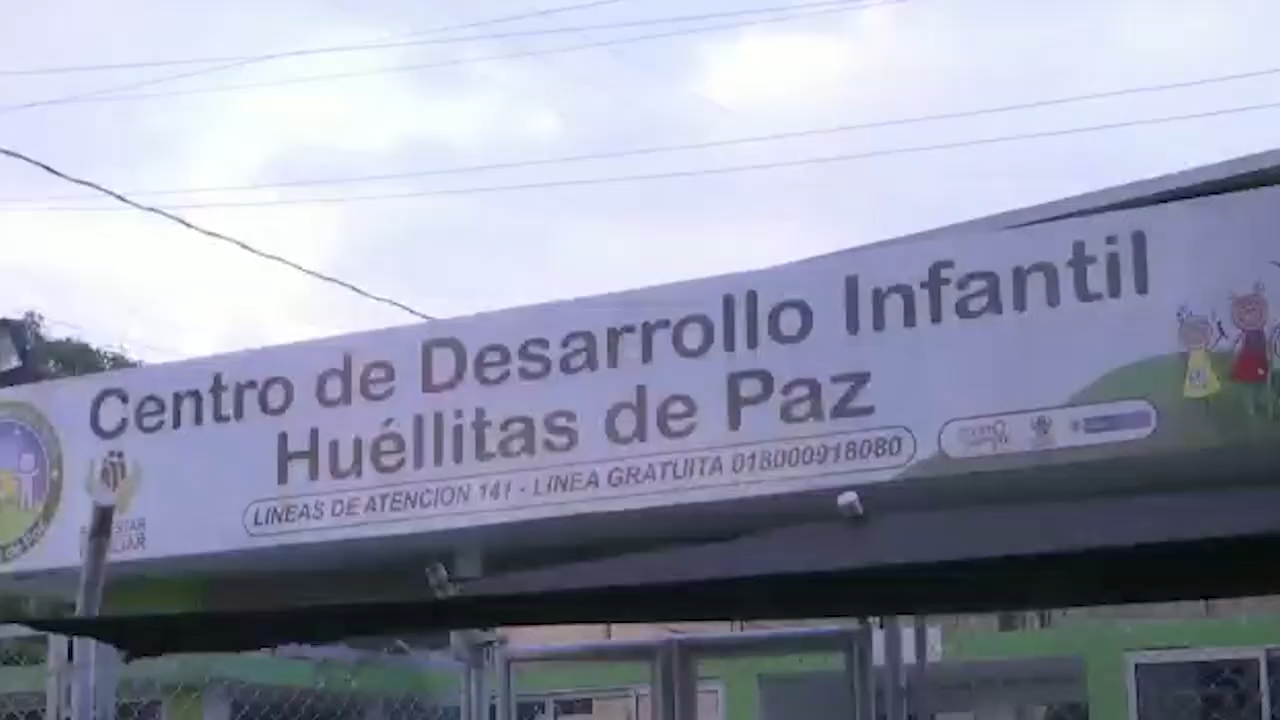 Centro de Desarrollo Infantil
Huéllitas de Paz
LINEAS DE ATENCION 141 - LINEA GRATUITA 018000918080